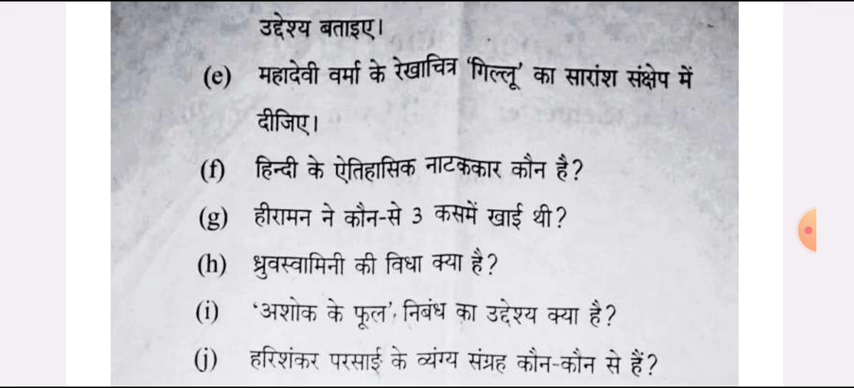 उद्देश्य बताइए।
(e) महादेवी वर्मा के रेखाचित्र ‘गिल्लू’ का सारांश संक्षेप में
दीजिए।
(f) हिन्दी के ऐतिहासिक नाटककार कौन है?
(g) हीरामन ने कौन-से 3 कसमें खाई थी?
(h) ध्रुवस्वामिनी की विधा क्या है?
(i) ‘अशोक के फूल’, निबंध का उद्देश्य क्या है?
(j) हरिशंकर परसाई के व्यंग्य संग्रह कौन-कौन से हैं?